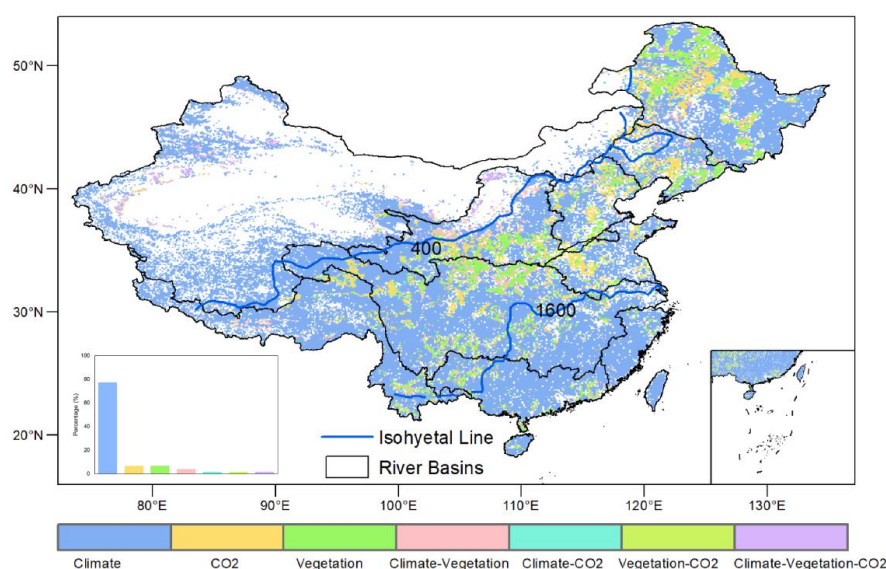 50°N
40°N
30°N
20°N
400
1600
100
80
60
40
20
0
Percentage (%)
Isohyetal Line
River Basins
80°E 90°E 100°E 110°E 120°E 130°E
Climate CO2 Vegetation Climate-Vegetation Climate-CO2 Vegetation-CO2 Climate-Vegetation-CO2